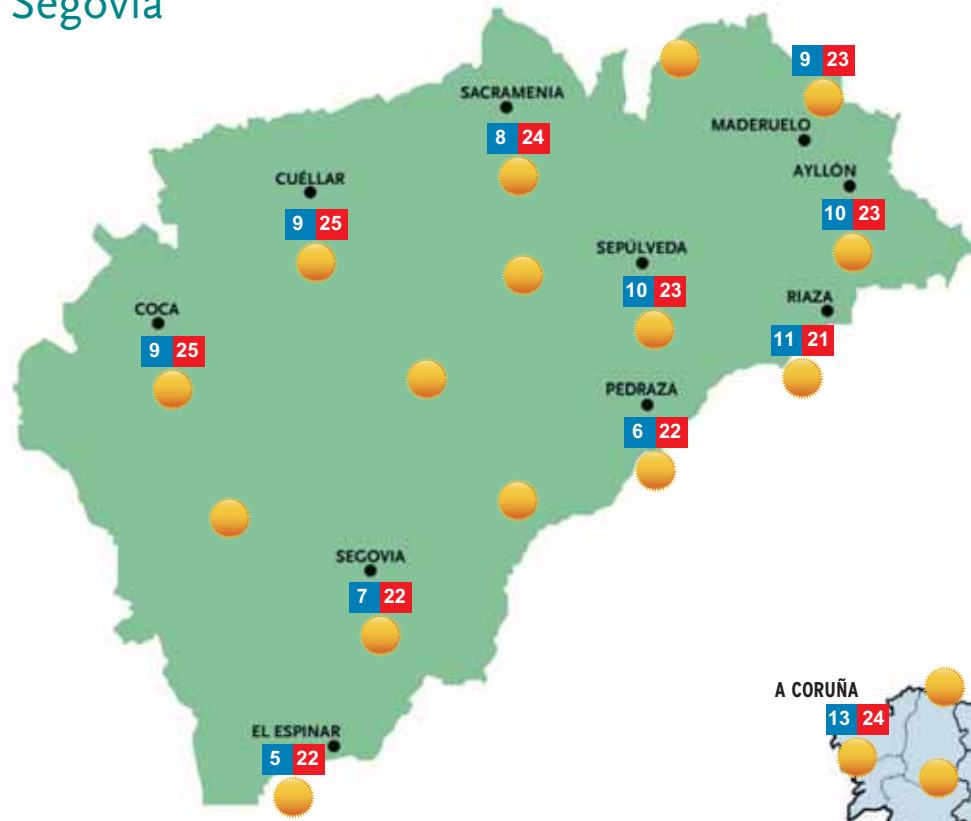 Segovia
9 23
SACRAMENIA
8 24
MADERUELO
AYLLÓN
10 23
CUÉLLAR
9 25
SEPÚLVEDA
10 23
RIAZA
11 21
COCA
9 25
PEDRAZA
6 22
SEGOVIA
7 22
A CORUÑA
13 24
EL ESPINAR
5 22